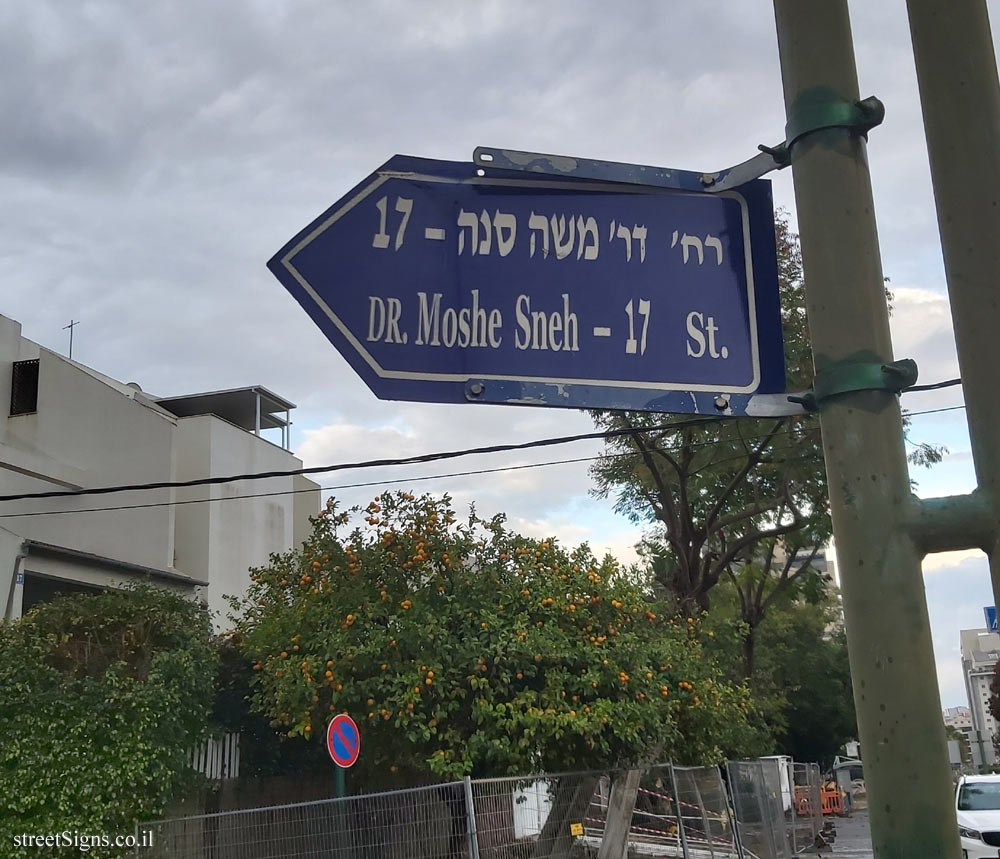 רח׳ דר׳ משה סנה – 17
DR. Moshe Sneh – 17 St.
streetSigns.co.il